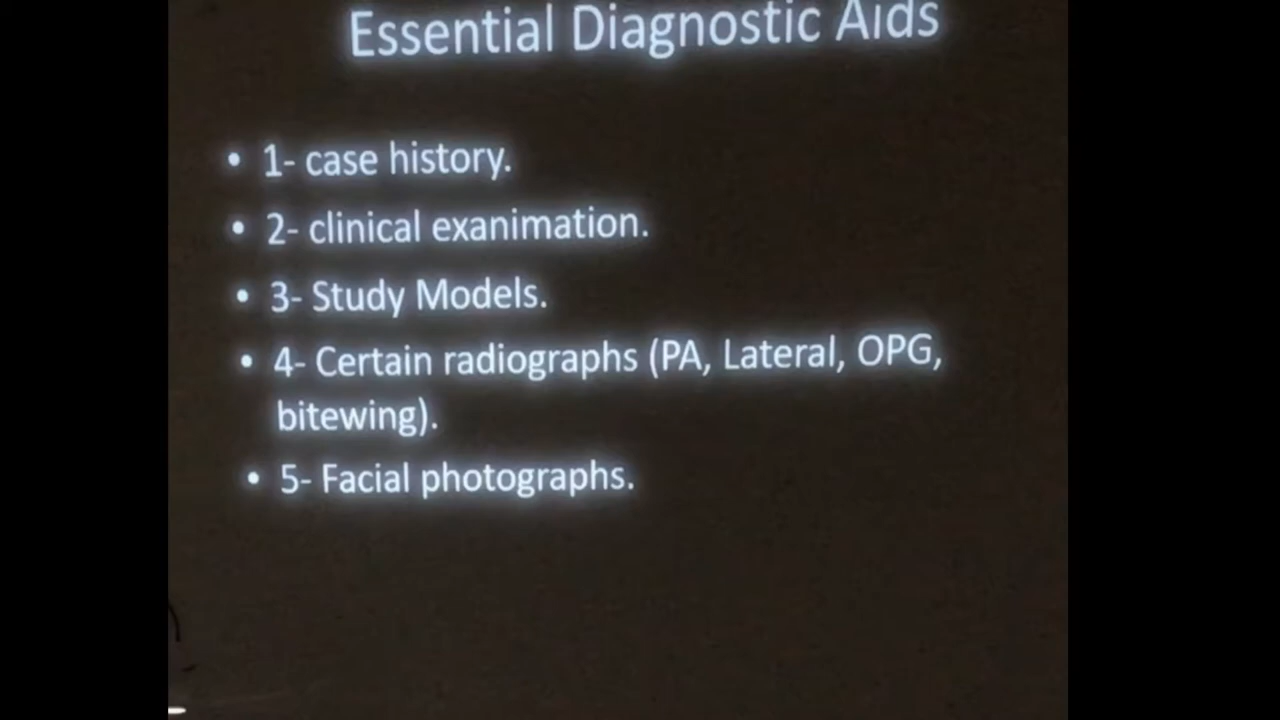 Essential Diagnostic Aids
• 1- case history.
• 2- clinical exanimation.
• 3- Study Models.
• 4- Certain radiographs (PA, Lateral, OPG,
bitewing).
• 5- Facial photographs.